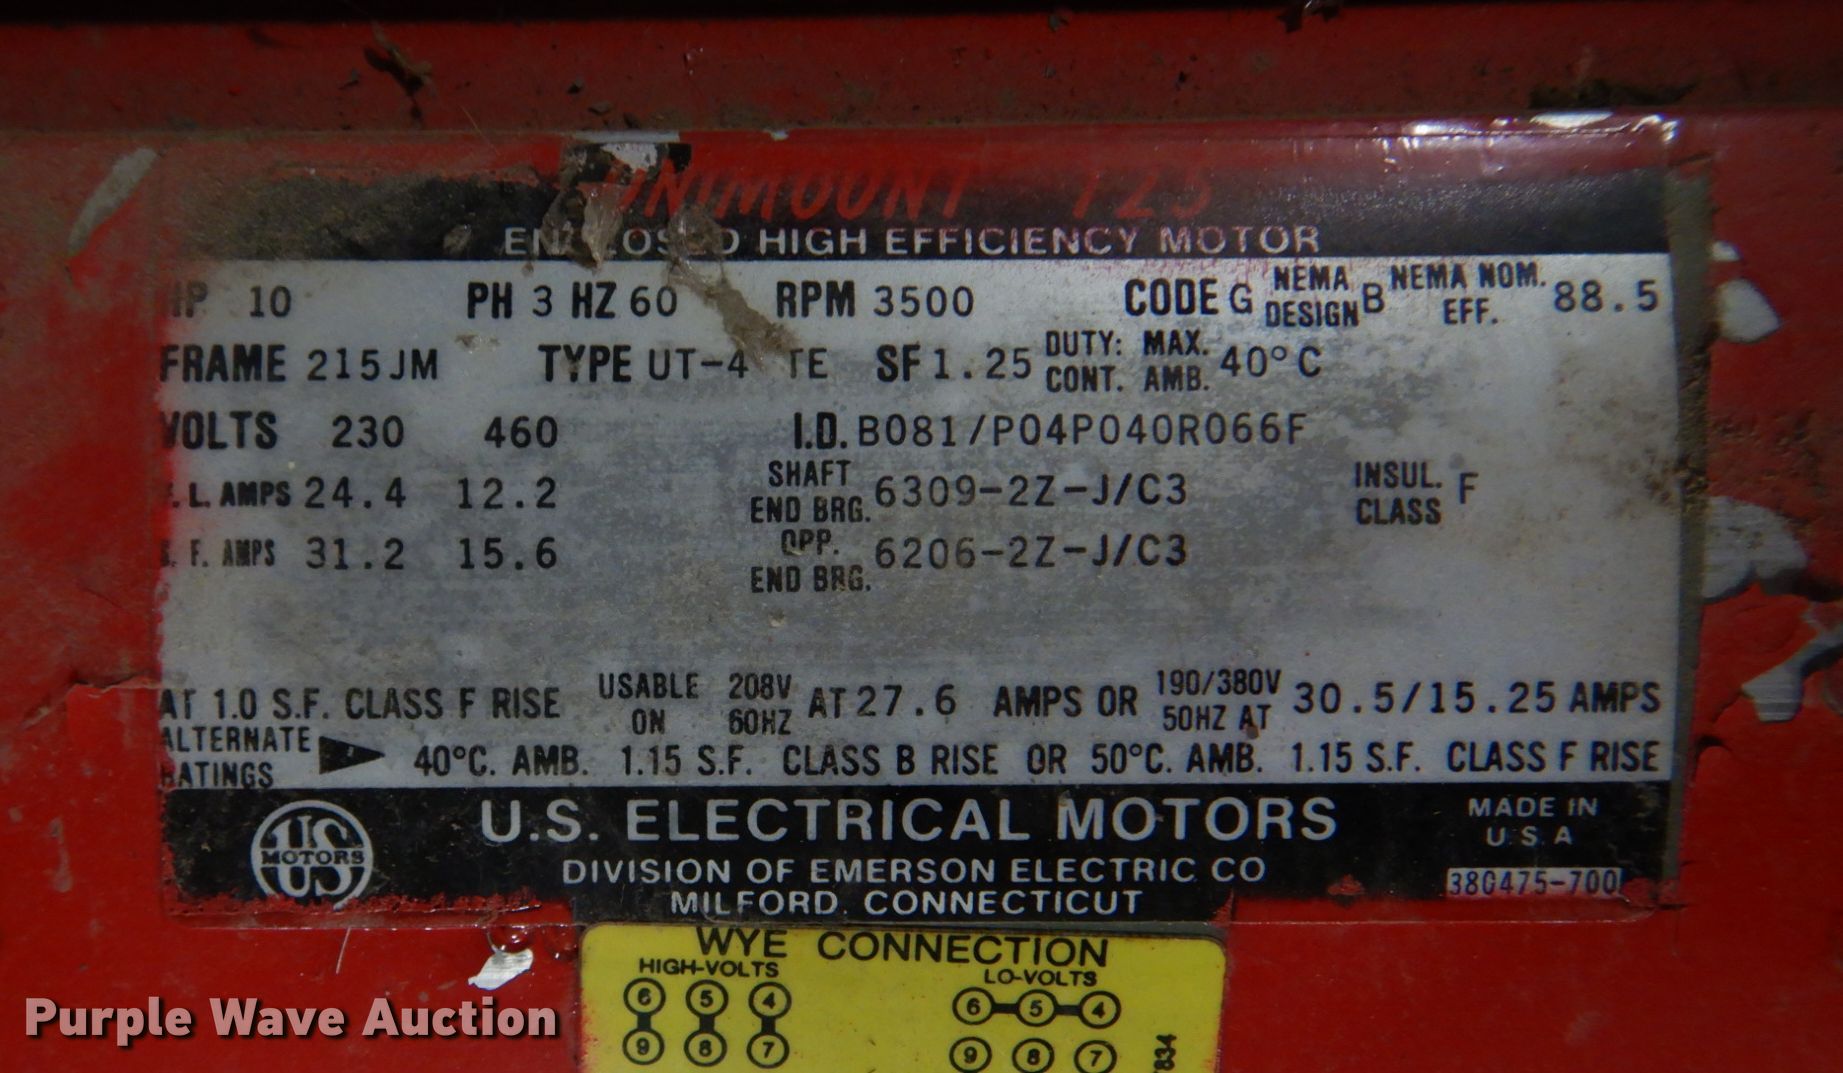 UNIMOUNT 125
ENCLOSED HIGH EFFICIENCY MOTOR
HP 10 PH 3 HZ 60 RPM 3500 CODE G NEMA DESIGN B NEMA NOM. EFF. 88.5
FRAME 215JM TYPE UT-4 TE SF 1.25 DUTY: CONT. MAX. AMB. 40°C
VOLTS 230 460 I.D. B081/P04P040R066F
F.L. AMPS 24.4 12.2 SHAFT END BRG. 6309-2Z-J/C3 INSUL. CLASS F
S.F. AMPS 31.2 15.6 OPP. END BRG. 6206-2Z-J/C3
AT 1.0 S.F. CLASS F RISE USABLE ON 208V 60HZ AT 27.6 AMPS OR 190/380V 50HZ AT 30.5/15.25 AMPS
ALTERNATE RATINGS 40°C. AMB. 1.15 S.F. CLASS B RISE OR 50°C. AMB. 1.15 S.F. CLASS F RISE
US MOTORS
U.S. ELECTRICAL MOTORS
DIVISION OF EMERSON ELECTRIC CO
MILFORD, CONNECTICUT
MADE IN
U.S.A
380475-700
WYE CONNECTION
HIGH-VOLTS LO-VOLTS
6 5 4 6 5 4
9 8 7 9 8 7
Purple Wave Auction